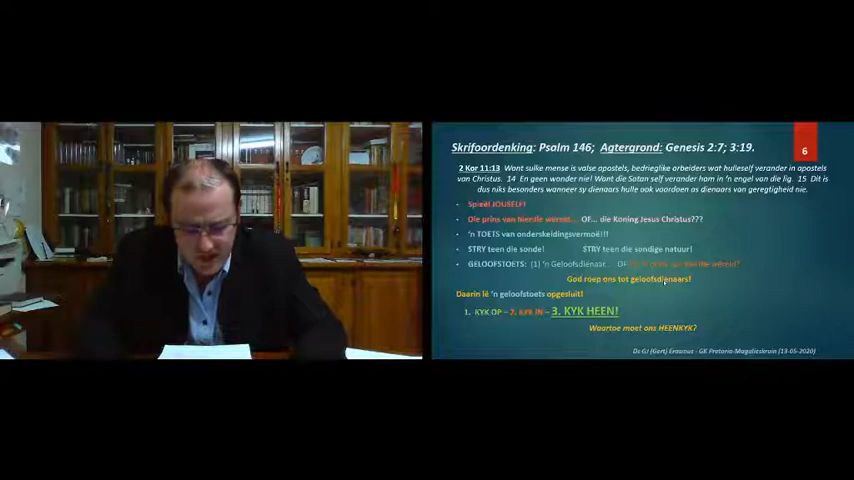 Skrifoordenking: Psalm 146; Agtergrond: Genesis 2:7; 3:19.
6
2 Kor 11:13 Want sulke mense is valse apostels, bedrieglike arbeiders wat hulleself verander in apostels
van Christus. 14 En geen wonder nie! Want die Satan self verander hom in 'n engel van die lig. 15 Dit is
dus niks besonders wanneer sy dienaars hulle ook voordoen as dienaars van geregtigheid nie.
• Spieël JOUSELF!
• Die prins van hierdie wêreld... OF... die Koning Jesus Christus???
• 'n TOETS van onderskeidingsvermoë!!!
• STRY teen die sonde! STRY teen die sondige natuur!
• GELOOFSTOETS: (1) 'n Geloofsdienaar... OF wêreld?
God roep ons tot geloofsdienaars!
Daarin lê 'n geloofstoets opgesluit!
1. KYK OP – 2. KYK IN – 3. KYK HEEN!
Waartoe moet ons HEENKYK?
Ds GJ (Gert) Erasmus - GK Pretoria-Magalieskruin (13-05-2020)